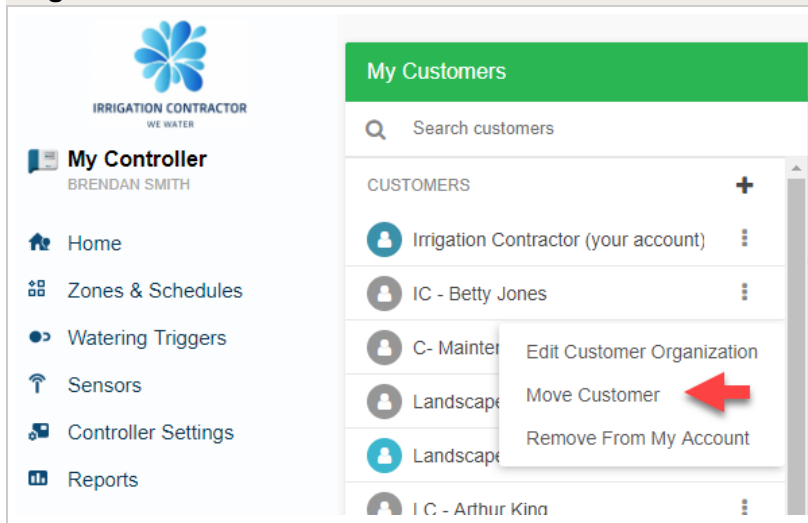 IRRIGATION CONTRACTOR
WE WATER
My Controller
BRENDAN SMITH
Home
Zones & Schedules
Watering Triggers
Sensors
Controller Settings
Reports
My Customers
Search customers
CUSTOMERS
Irrigation Contractor (your account)
IC - Betty Jones
C- Mainten
Landscape
Landscape
LC - Arthur King
Edit Customer Organization
Move Customer
Remove From My Account